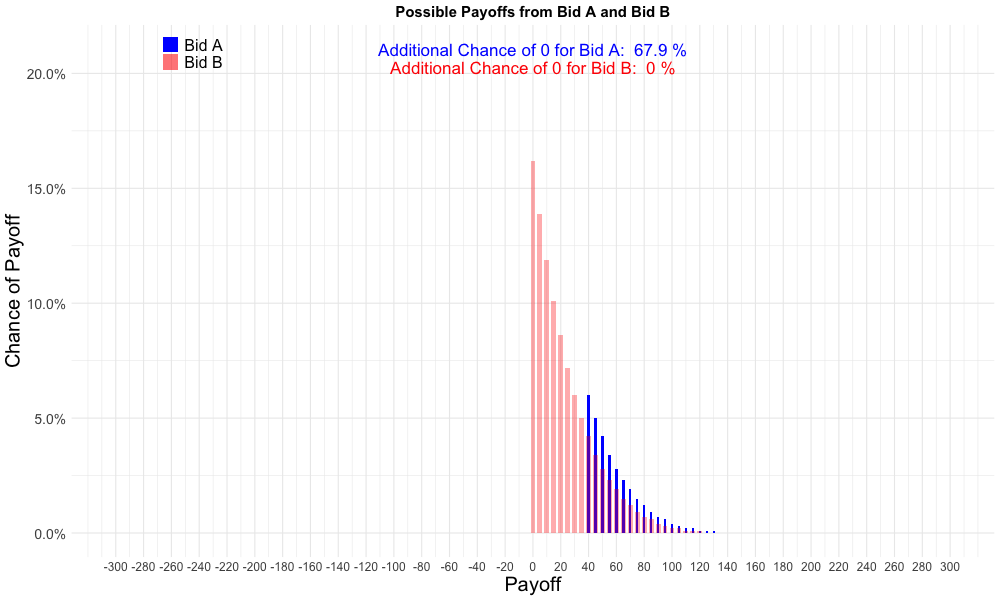 Possible Payoffs from Bid A and Bid B
Bid A
Bid B
Additional Chance of 0 for Bid A:  67.9 %
Additional Chance of 0 for Bid B:  0 %
Chance of Payoff
20.0%
15.0%
10.0%
5.0%
0.0%
-300 -280 -260 -240 -220 -200 -180 -160 -140 -120 -100 -80 -60 -40 -20 0 20 40 60 80 100 120 140 160 180 200 220 240 260 280 300
Payoff